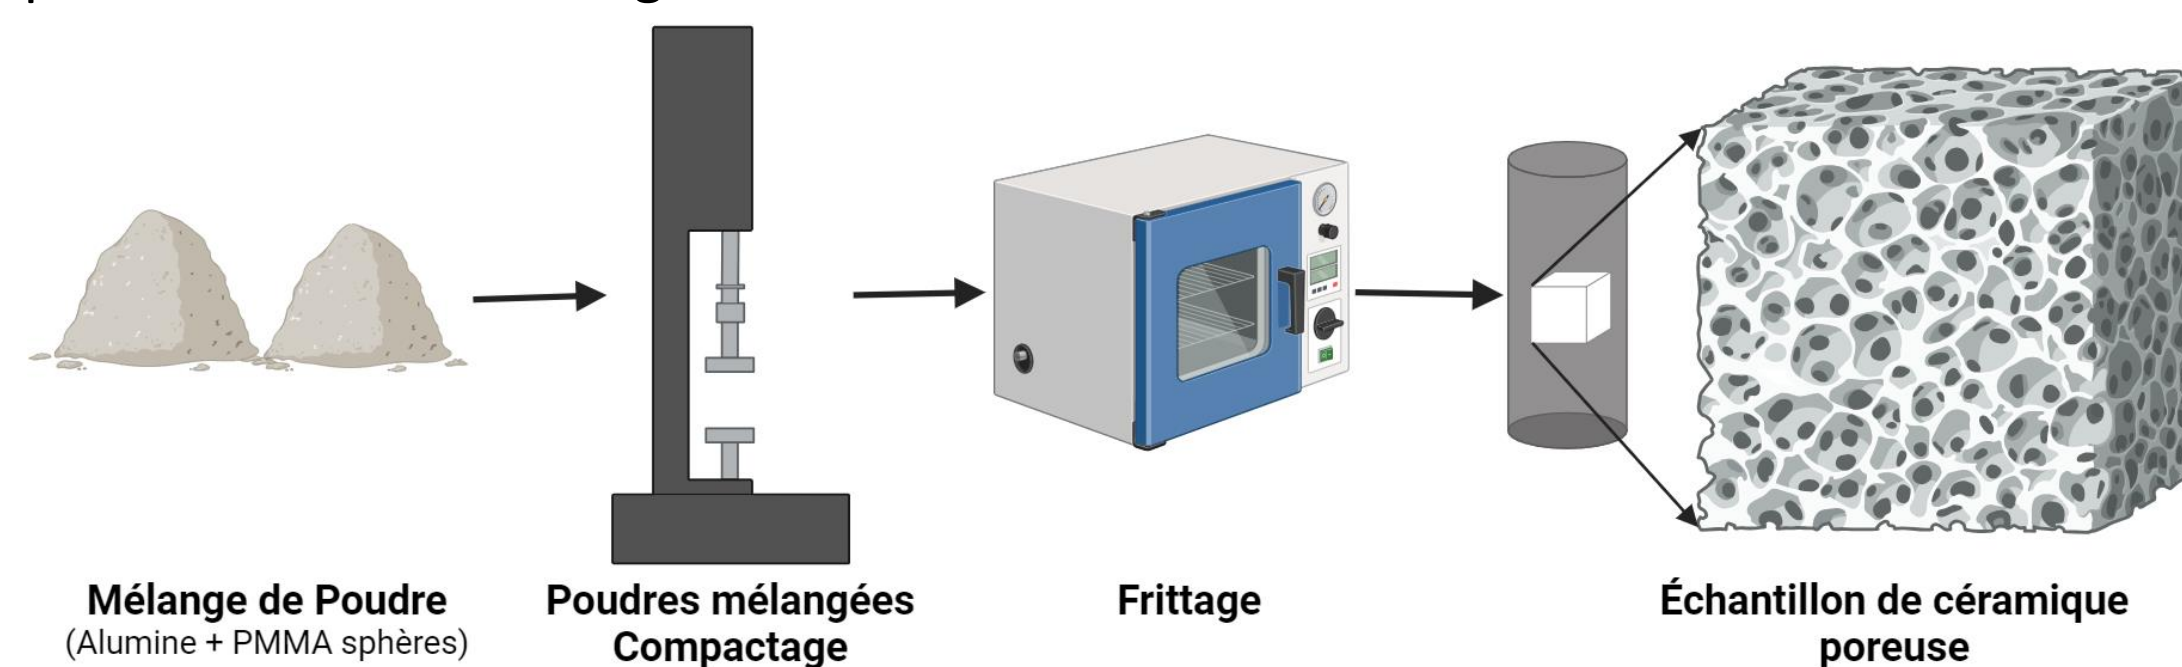 Mélange de Poudre
(Alumine + PMMA sphères)
Poudres mélangées
Compactage
Frittage
Échantillon de céramique
poreuse